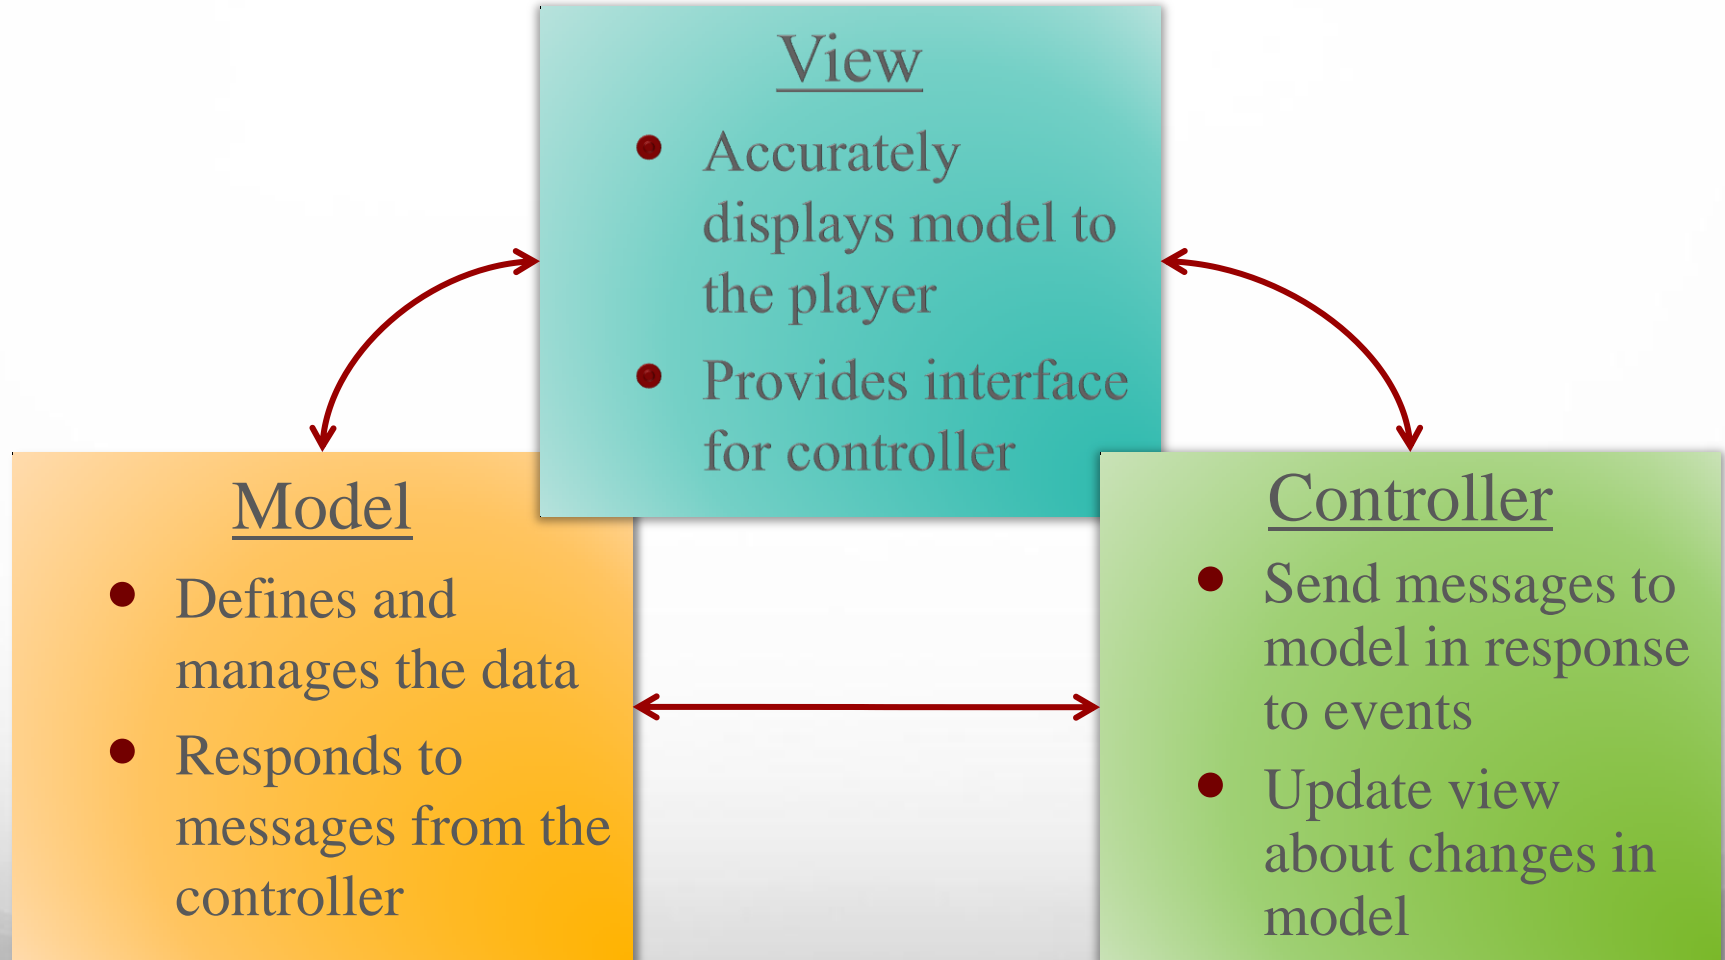 View
• Accurately
displays model to
the player
• Provides interface
for controller
Model
• Defines and
manages the data
• Responds to
messages from the
controller
Controller
• Send messages to
model in response
to events
• Update view
about changes in
model